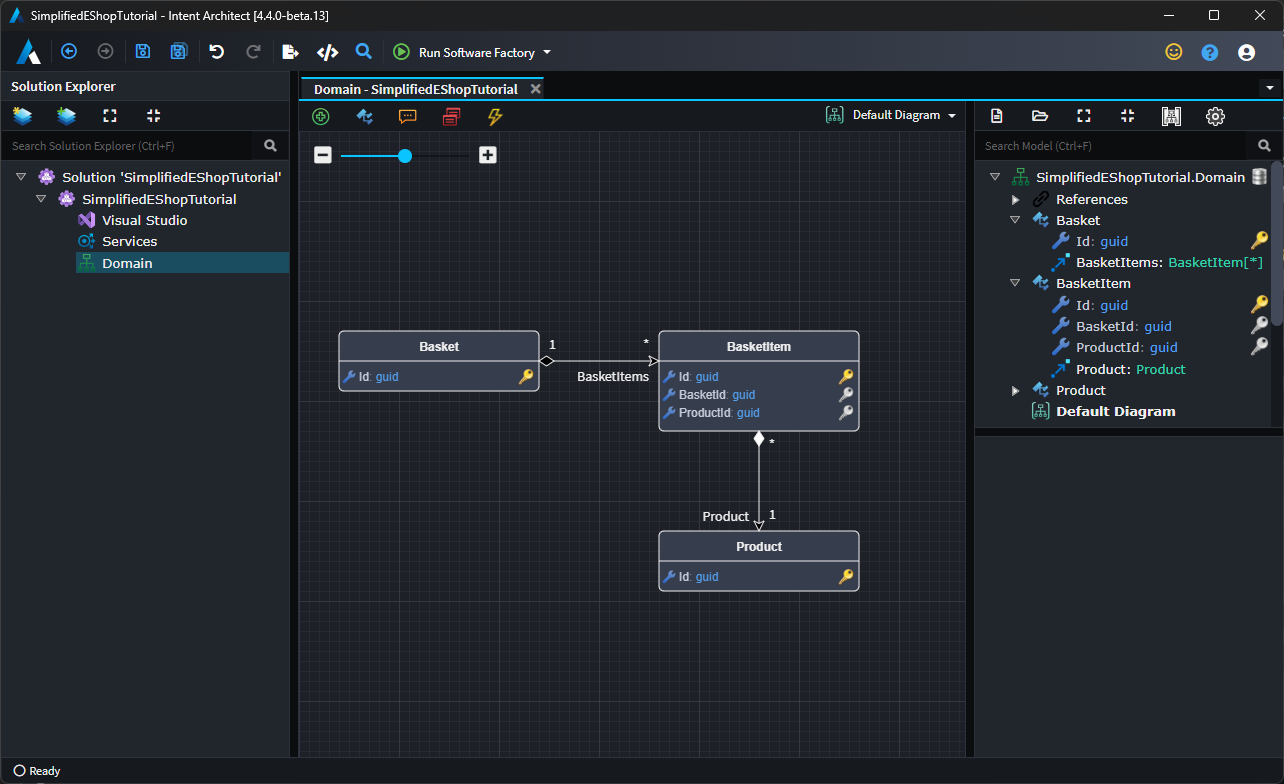 SimplifiedEShopTutorial - Intent Architect [4.4.0-beta.13]
Run Software Factory
Solution Explorer
Search Solution Explorer (Ctrl+F)
Solution 'SimplifiedEShopTutorial'
SimplifiedEShopTutorial
Visual Studio
Services
Domain
Domain - SimplifiedEShopTutorial
Default Diagram
Basket
Id: guid
1
*
BasketItems
BasketItem
Id: guid
BasketId: guid
ProductId: guid
*
Product
1
Product
Id: guid
Search Model (Ctrl+F)
SimplifiedEShopTutorial.Domain
References
Basket
Id: guid
BasketItems: BasketItem[*]
BasketItem
Id: guid
BasketId: guid
ProductId: guid
Product: Product
Product
Default Diagram
Ready